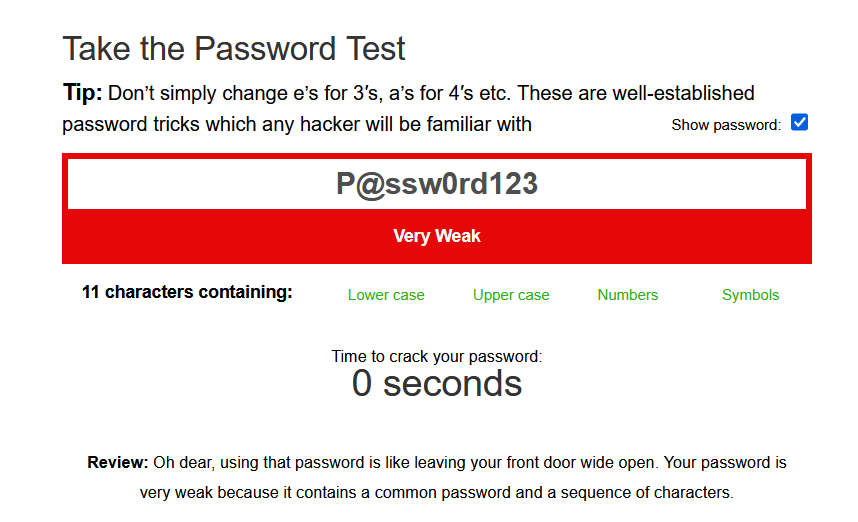 Take the Password Test
Tip: Don’t simply change e’s for 3′s, a’s for 4′s etc. These are well-established
password tricks which any hacker will be familiar with
Show password:
P@ssw0rd123
Very Weak
11 characters containing:
Lower case
Upper case
Numbers
Symbols
Time to crack your password:
0 seconds
Review: Oh dear, using that password is like leaving your front door wide open. Your password is
very weak because it contains a common password and a sequence of characters.